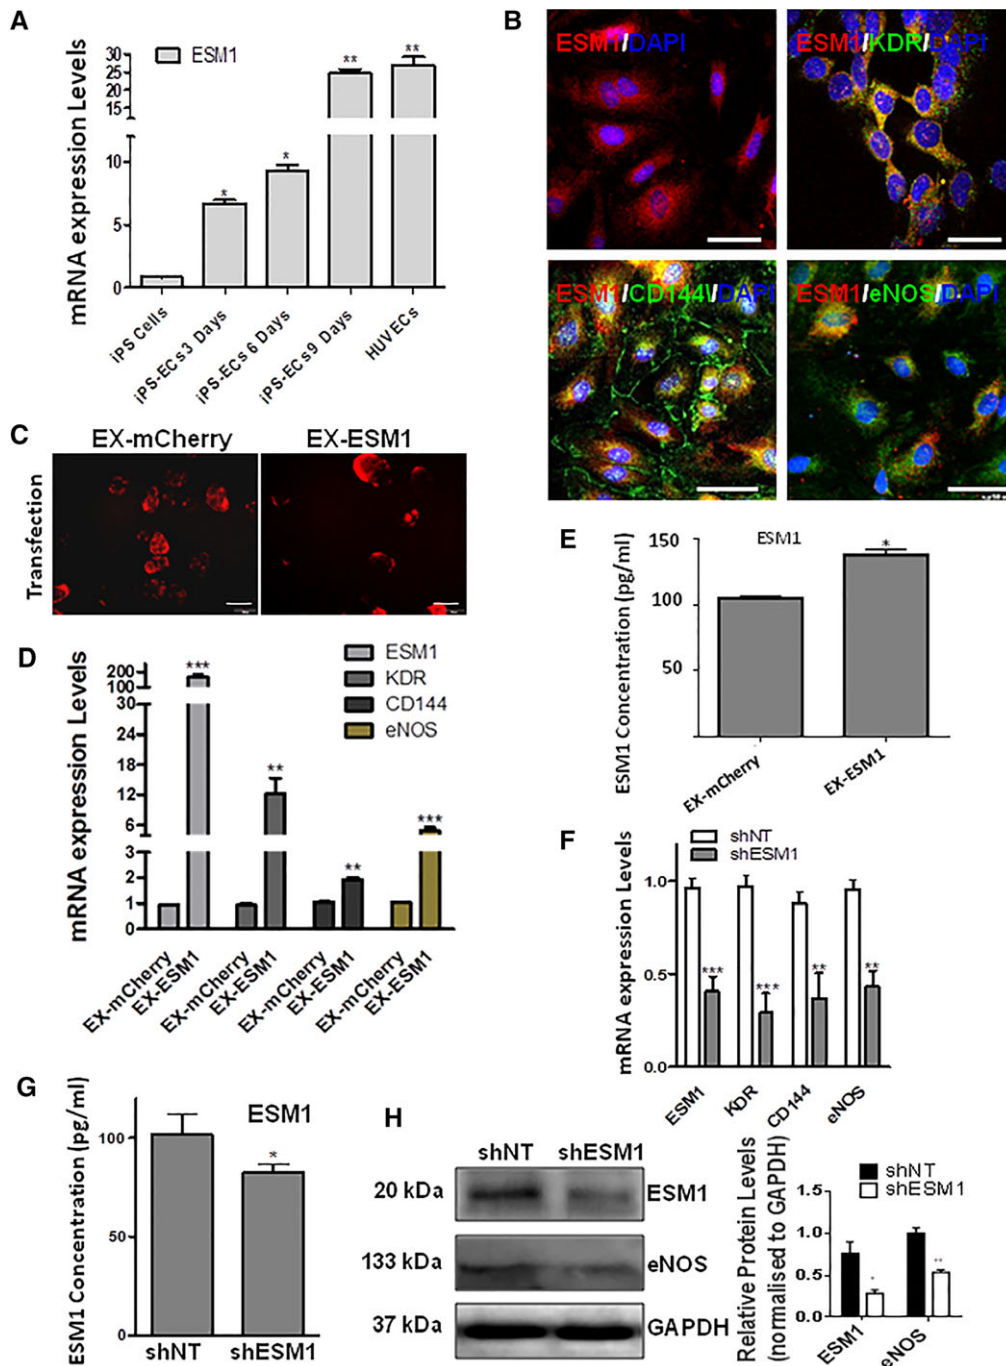 A
mRNA expression Levels
ESM1
30
25
20
15
10
10
5
0
*
*
**
**
iPS Cells
iPS-ECs 3 Days
iPS-ECs 6 Days
iPS-ECs 9 Days
HUVECs
B
ESM1/DAPI
ESM1/KDR/DAPI
ESM1/CD144\/DAPI
ESM1/eNOS/DAPI
C
EX-mCherry
EX-ESM1
Transfection
D
mRNA expression Levels
200
100
30
24
18
12
6
3
2
1
0
***
**
**
***
ESM1
KDR
CD144
eNOS
EX-mCherry
EX-ESM1
EX-mCherry
EX-ESM1
EX-mCherry
EX-ESM1
EX-mCherry
EX-ESM1
E
ESM1 Concentration (pg/ml)
150
100
50
ESM1
*
EX-mCherry
EX-ESM1
F
shNT
shESM1
mRNA expression Levels
1.0
0.5
0.0
***
***
**
**
ESM1
KDR
CD144
eNOS
G
ESM1 Concentration (pg/ml)
100
50
0
ESM1
*
shNT
shESM1
H
shNT
shESM1
20 kDa
ESM1
133 kDa
eNOS
37 kDa
GAPDH
Relative Protein Levels
(normalised to GAPDH)
shNT
shESM1
1.5
1.0
0.5
0.0
*
**
ESM1
eNOS